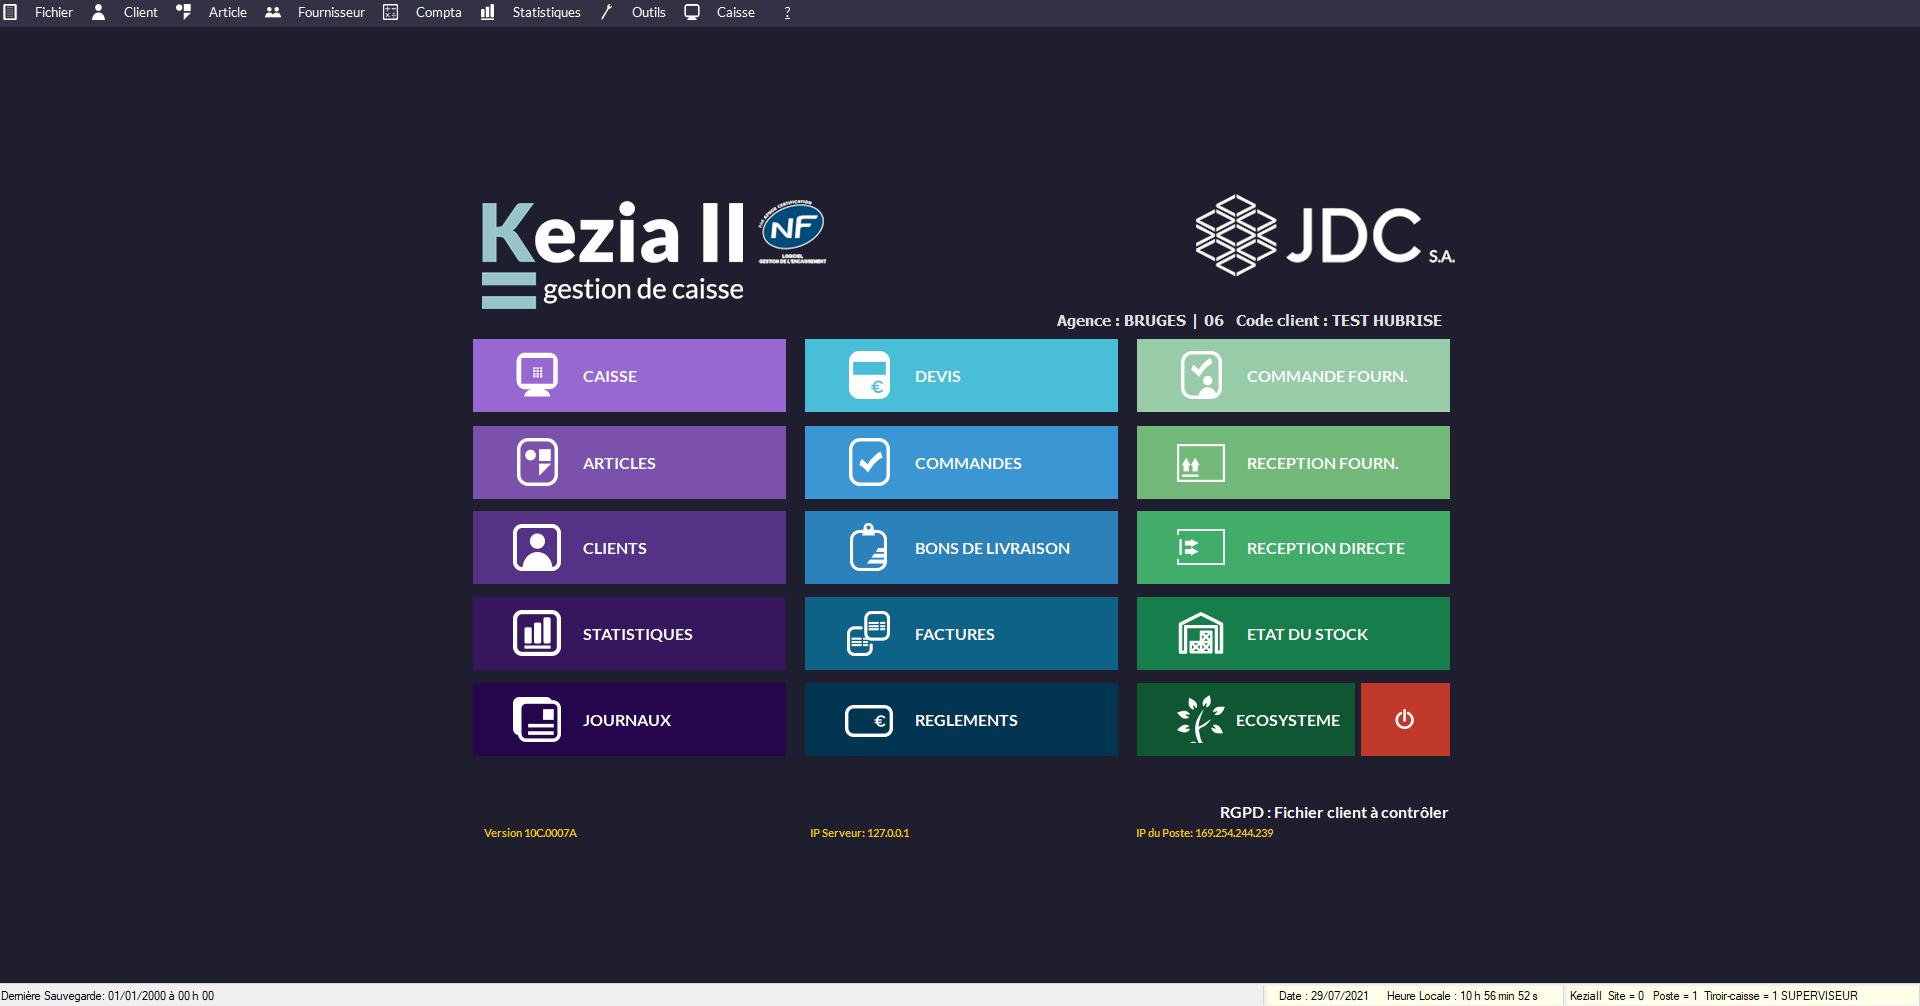 Fichier Client Article Fournisseur Compta Statistiques Outils Caisse ?
Kezia II
gestion de caisse
NF
LOGICIEL
GESTION DE L'ENCAISSEMENT
JDC S.A.
Agence : BRUGES | 06 Code client : TEST HUBRISE
CAISSE DEVIS COMMANDE FOURN.
ARTICLES COMMANDES RECEPTION FOURN.
CLIENTS BONS DE LIVRAISON RECEPTION DIRECTE
STATISTIQUES FACTURES ETAT DU STOCK
JOURNAUX REGLEMENTS ECOSYSTEME
RGPD : Fichier client à contrôler
Version 10C.0007A IP Serveur: 127.0.0.1 IP du Poste: 169.254.244.239
Dernière Sauvegarde: 01/01/2000 à 00 h 00 Date : 29/07/2021 Heure Locale : 10 h 56 min 52 s KeziaII Site = 0 Poste = 1 Tiroir-caisse = 1 SUPERVISEUR